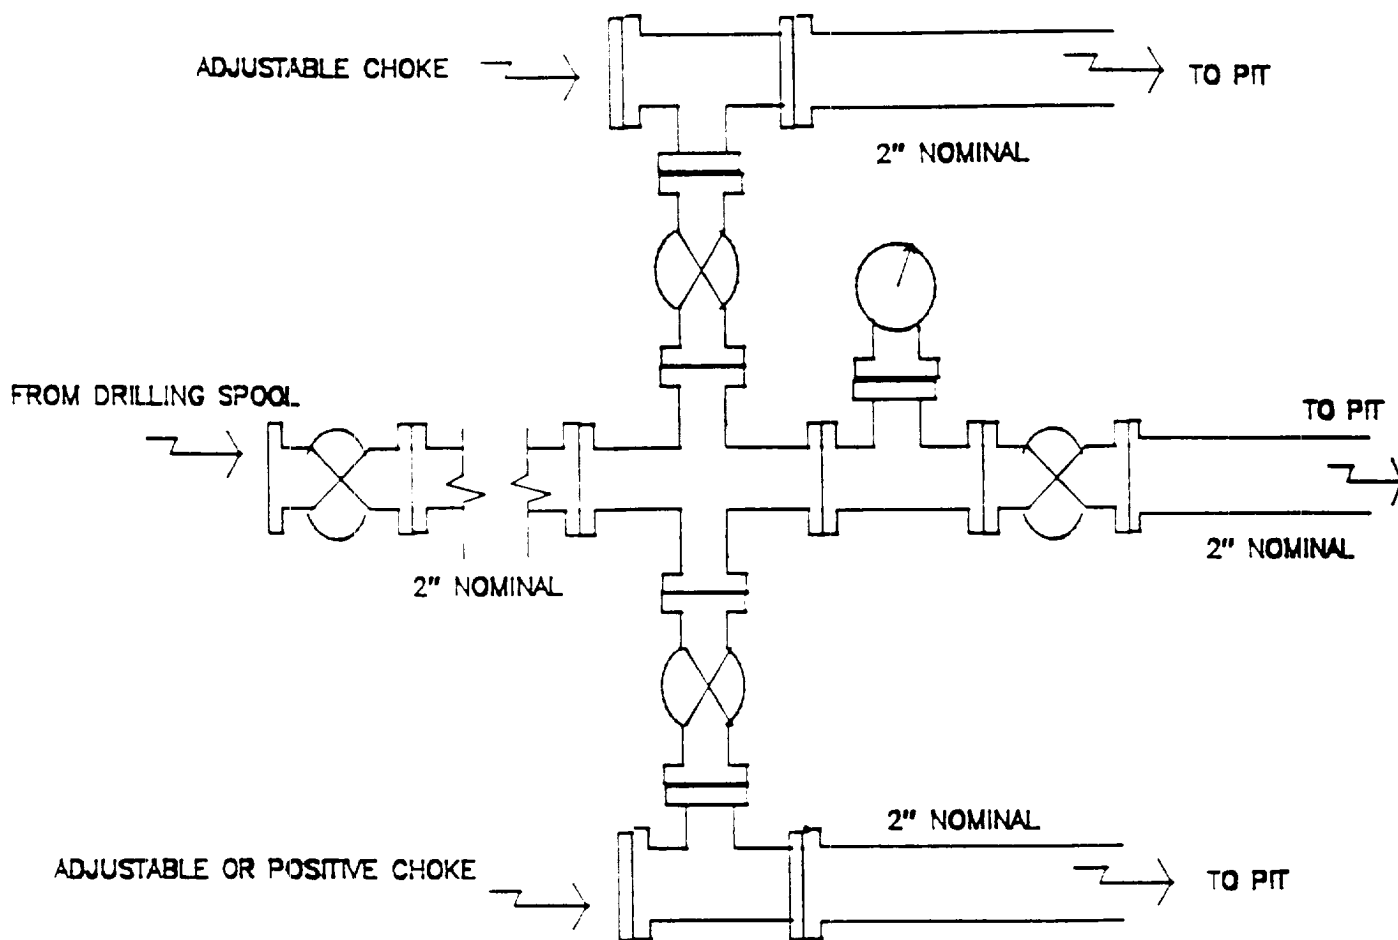 ADJUSTABLE CHOKE
TO PIT
2" NOMINAL
FROM DRILLING SPOOL
TO PIT
2" NOMINAL
2" NOMINAL
2" NOMINAL
ADJUSTABLE OR POSITIVE CHOKE
TO PIT